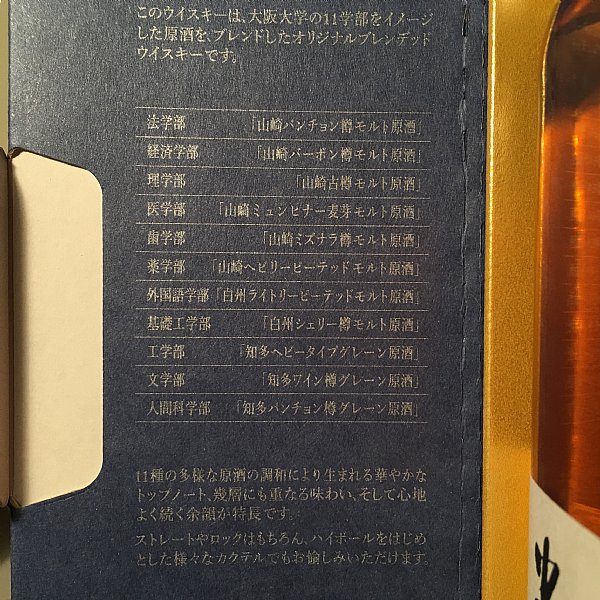 このウイスキーは、大阪大学の11学部をイメージ
した原酒を、ブレンドしたオリジナルブレンデッド
ウイスキーです。
法学部 「山崎パンチョン樽モルト原酒」
経済学部 「山崎バーボン樽モルト原酒」
理学部 「山崎古樽モルト原酒」
医学部 「山崎ミュンヒナー麦芽モルト原酒」
歯学部 「山崎ミズナラ樽モルト原酒」
薬学部 「山崎ヘビリーピーテッドモルト原酒」
外国語学部 「白州ライトリーピーテッドモルト原酒」
基礎工学部 「白州シェリー樽モルト原酒」
工学部 「知多ヘビータイプグレーン原酒」
文学部 「知多ワイン樽グレーン原酒」
人間科学部 「知多パンチョン樽グレーン原酒」
11種の多様な原酒の調和により生まれる華やかな
トップノート、幾層にも重なる味わい、そして心地
よく続く余韻が特長です。
ストレートやロックはもちろん、ハイボールをはじめ
とした様々なカクテルでもお愉しみいただけます。